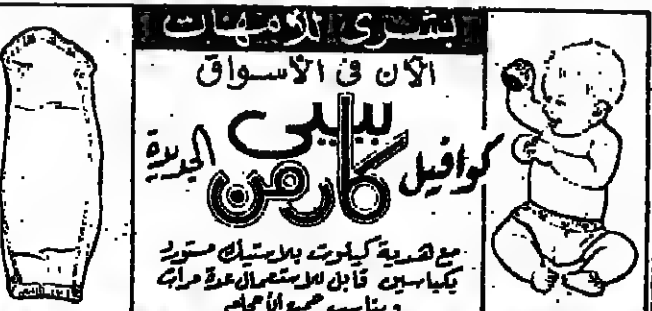 بشرى للأمهات
الآن فى الأسواق
كوافيل بيبى كارمن الجديدة
مع هدية كيلوت بلاستيك مستورد
بكباسين قابل للاستعمال عدة مرات
ويناسب جميع الأحجام